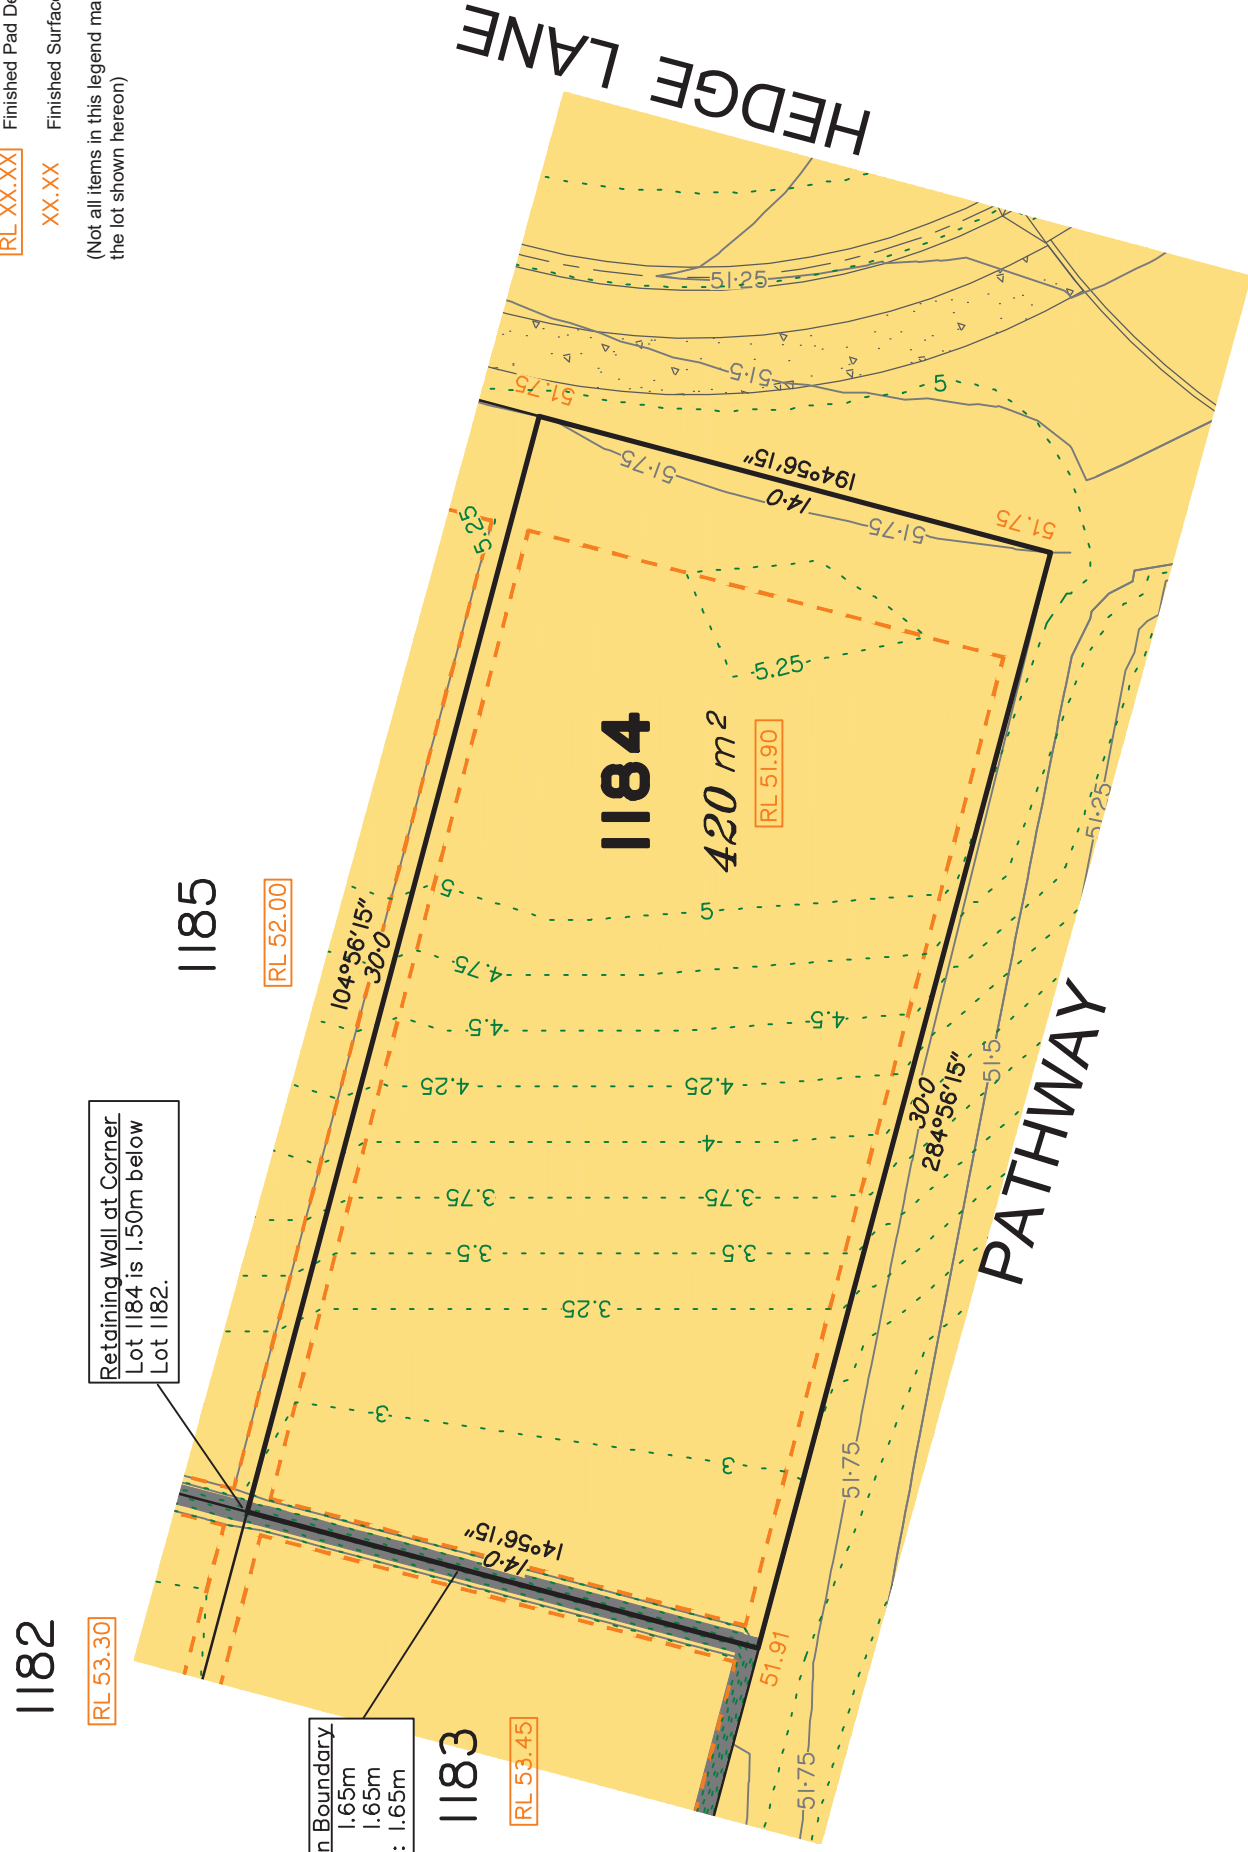 RL XX.XX Finished Pad De
XX.XX Finished Surface
(Not all items in this legend ma
the lot shown hereon)
HEDGE LANE
51·25
51·5
51.75
5
51·75
194°56'15"
14·0
51·75
51.75
5.25
5.25
5.25
1184
420 m²
RL 51.90
1185
RL 52.00
104°56'15"
30·0
5
5
4.75
4.5
4.5
4.25
4.25
4
3.75
3.75
3.5
3.5
3.25
3
3
51·25
51·5
30·0
284°56'15"
PATHWAY
51·75
51·75
Retaining Wall at Corner
Lot 1184 is 1.50m below
Lot 1182.
14°56'15"
14·0
51.91
1182
RL 53.30
n Boundary
1.65m
1.65m
: 1.65m
1183
RL 53.45